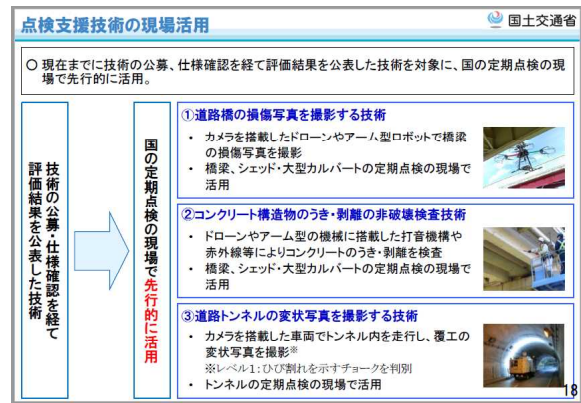 点検支援技術の現場活用
国土交通省
○ 現在までに技術の公募、仕様確認を経て評価結果を公表した技術を対象に、国の定期点検の現
場で先行的に活用。
技術の公募・仕様確認を経て
評価結果を公表した技術
国の定期点検の現場で先行的に活用
①道路橋の損傷写真を撮影する技術
・ カメラを搭載したドローンやアーム型ロボットで橋梁
の損傷写真を撮影
・ 橋梁、シェッド・大型カルバートの定期点検の現場で
活用
②コンクリート構造物のうき・剥離の非破壊検査技術
・ ドローンやアーム型の機械に搭載した打音機構や
赤外線等によりコンクリートのうき・剥離を検査
・ 橋梁、シェッド・大型カルバートの定期点検の現場で
活用
③道路トンネルの変状写真を撮影する技術
・ カメラを搭載した車両でトンネル内を走行し、覆工の
変状写真を撮影※
※レベル1:ひび割れを示すチョークを判別
・ トンネルの定期点検の現場で活用
18